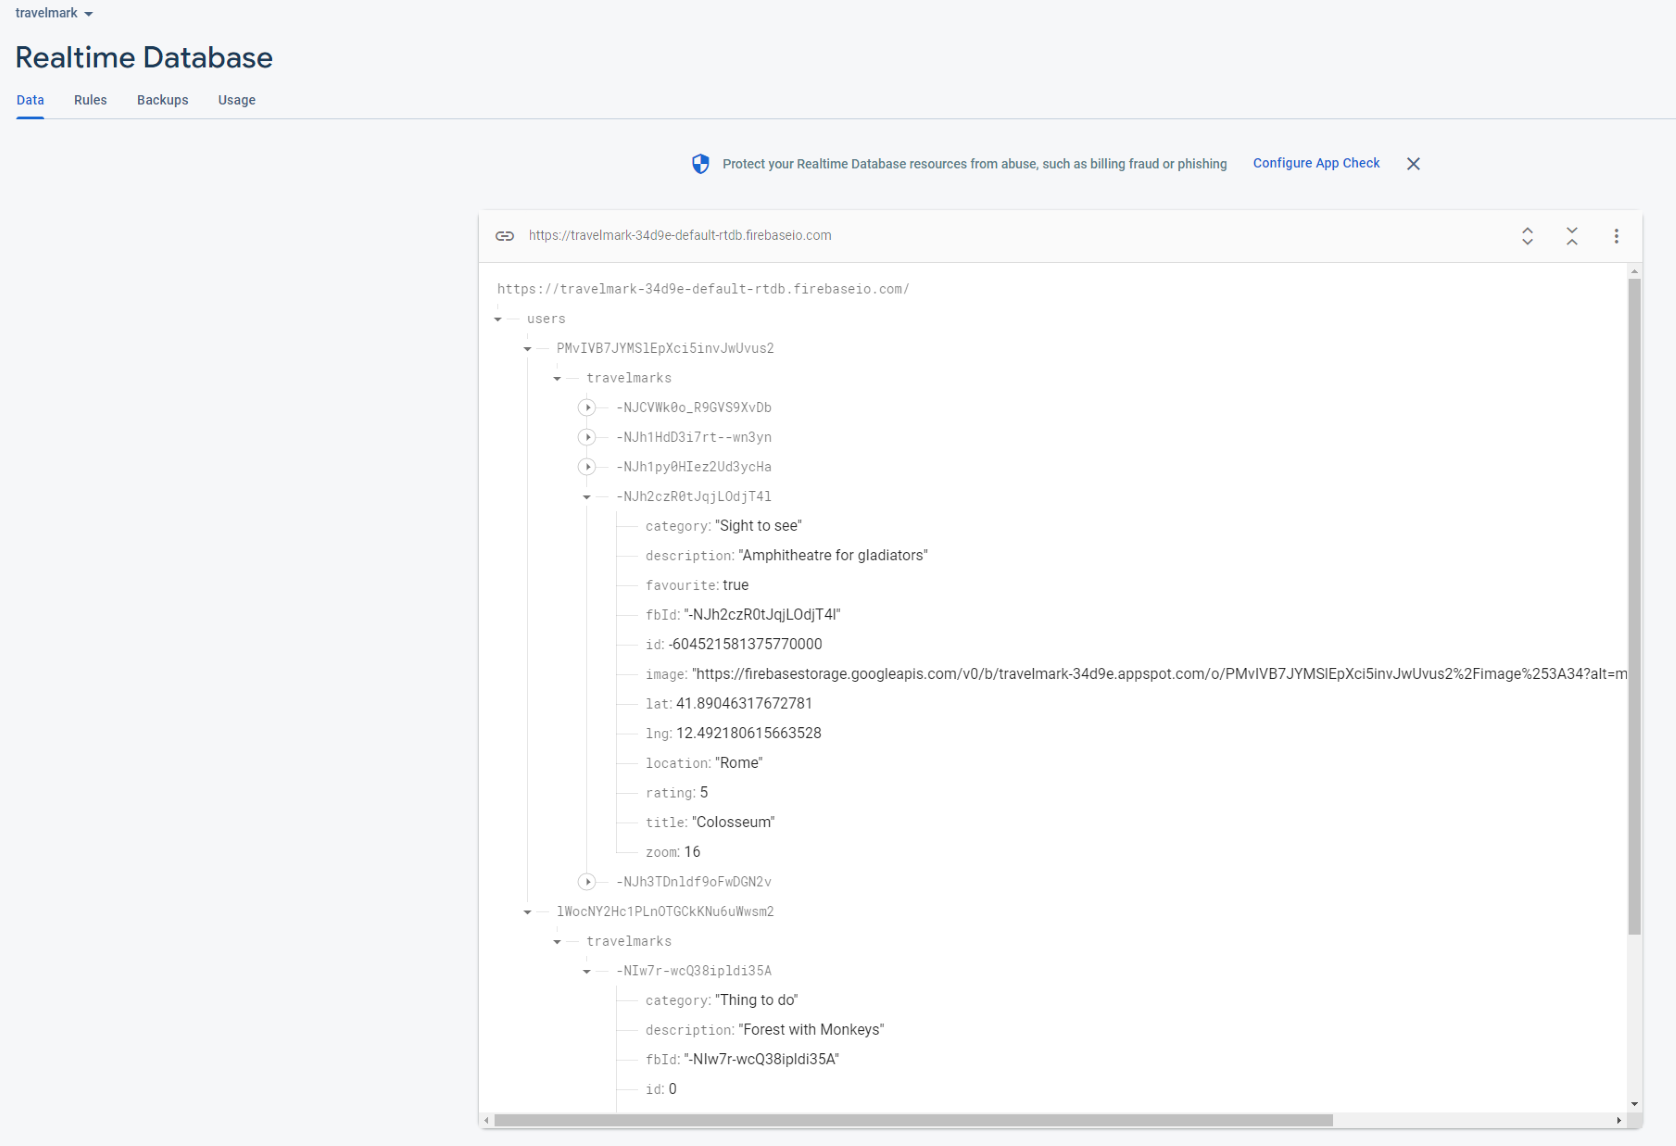 travelmark
Realtime Database
Data Rules Backups Usage
Protect your Realtime Database resources from abuse, such as billing fraud or phishing Configure App Check
https://travelmark-34d9e-default-rtdb.firebaseio.com
https://travelmark-34d9e-default-rtdb.firebaseio.com/
users
PMvIVB7JYMSlEpXci5invJwUvus2
travelmarks
-NJCVWk0o_R9GVS9XvDb
-NJh1HdD3i7rt--wn3yn
-NJh1py0HIez2Ud3ycHa
-NJh2czR0tJqjLOdjT4l
category: "Sight to see"
description: "Amphitheatre for gladiators"
favourite: true
fbId: "-NJh2czR0tJqjLOdjT4l"
id: -604521581375770000
image: "https://firebasestorage.googleapis.com/v0/b/travelmark-34d9e.appspot.com/o/PMvIVB7JYMSlEpXci5invJwUvus2%2Fimage%253A34?alt=m
lat: 41.89046317672781
lng: 12.492180615663528
location: "Rome"
rating: 5
title: "Colosseum"
zoom: 16
-NJh3TDnldf9oFwDGN2v
lWocNY2Hc1PLnOTGCkKNu6uWwsm2
travelmarks
-NIw7r-wcQ38ipldi35A
category: "Thing to do"
description: "Forest with Monkeys"
fbId: "-NIw7r-wcQ38ipldi35A"
id: 0